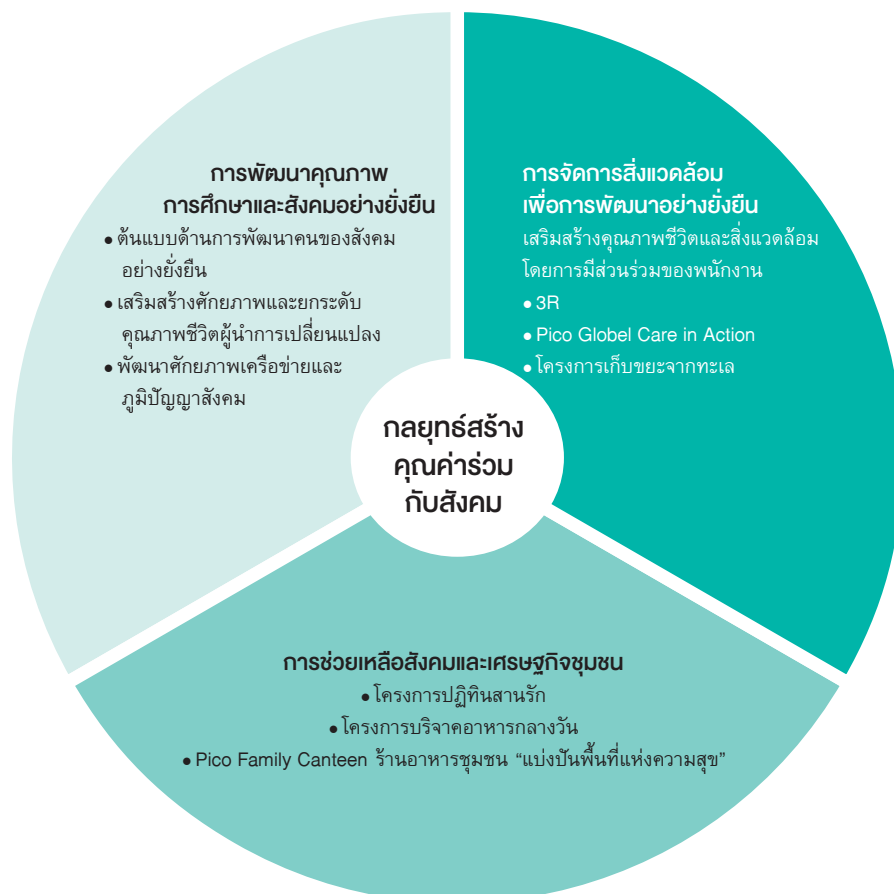 การพัฒนาคุณภาพ
การศึกษาและสังคมอย่างยั่งยืน
• ต้นแบบด้านการพัฒนาคนของสังคม
อย่างยั่งยืน
• เสริมสร้างศักยภาพและยกระดับ
คุณภาพชีวิตผู้นำการเปลี่ยนแปลง
• พัฒนาศักยภาพเครือข่ายและ
ภูมิปัญญาสังคม
การจัดการสิ่งแวดล้อม
เพื่อการพัฒนาอย่างยั่งยืน
เสริมสร้างคุณภาพชีวิตและสิ่งแวดล้อม
โดยการมีส่วนร่วมของพนักงาน
• 3R
• Pico Globel Care in Action
• โครงการเก็บขยะจากทะเล
กลยุทธ์สร้าง
คุณค่าร่วม
กับสังคม
การช่วยเหลือสังคมและเศรษฐกิจชุมชน
• โครงการปฏิทินสานรัก
• โครงการบริจาคอาหารกลางวัน
• Pico Family Canteen ร้านอาหารชุมชน “แบ่งปันพื้นที่แห่งความสุข”